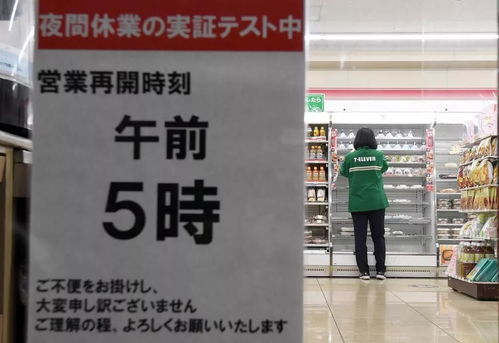 夜間休業の実証テスト中
営業再開時刻
午前
5時
ご不便をお掛けし、
大変申し訳ございません
ご理解の程、よろしくお願いいたします
7-ELEVEN